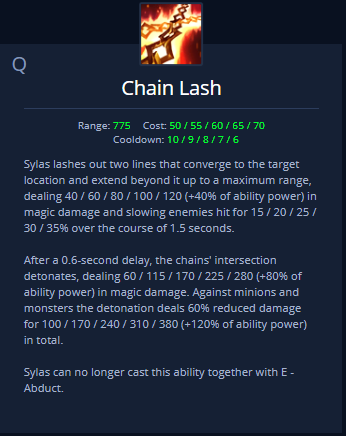 Q
Chain Lash
Range: 775 Cost: 50 / 55 / 60 / 65 / 70
Cooldown: 10 / 9 / 8 / 7 / 6
Sylas lashes out two lines that converge to the target
location and extend beyond it up to a maximum range,
dealing 40 / 60 / 80 / 100 / 120 (+40% of ability power) in
magic damage and slowing enemies hit for 15 / 20 / 25 /
30 / 35% over the course of 1.5 seconds.
After a 0.6-second delay, the chains' intersection
detonates, dealing 60 / 115 / 170 / 225 / 280 (+80% of
ability power) in magic damage. Against minions and
monsters the detonation deals 60% reduced damage
for 100 / 170 / 240 / 310 / 380 (+120% of ability power)
in total.
Sylas can no longer cast this ability together with E -
Abduct.